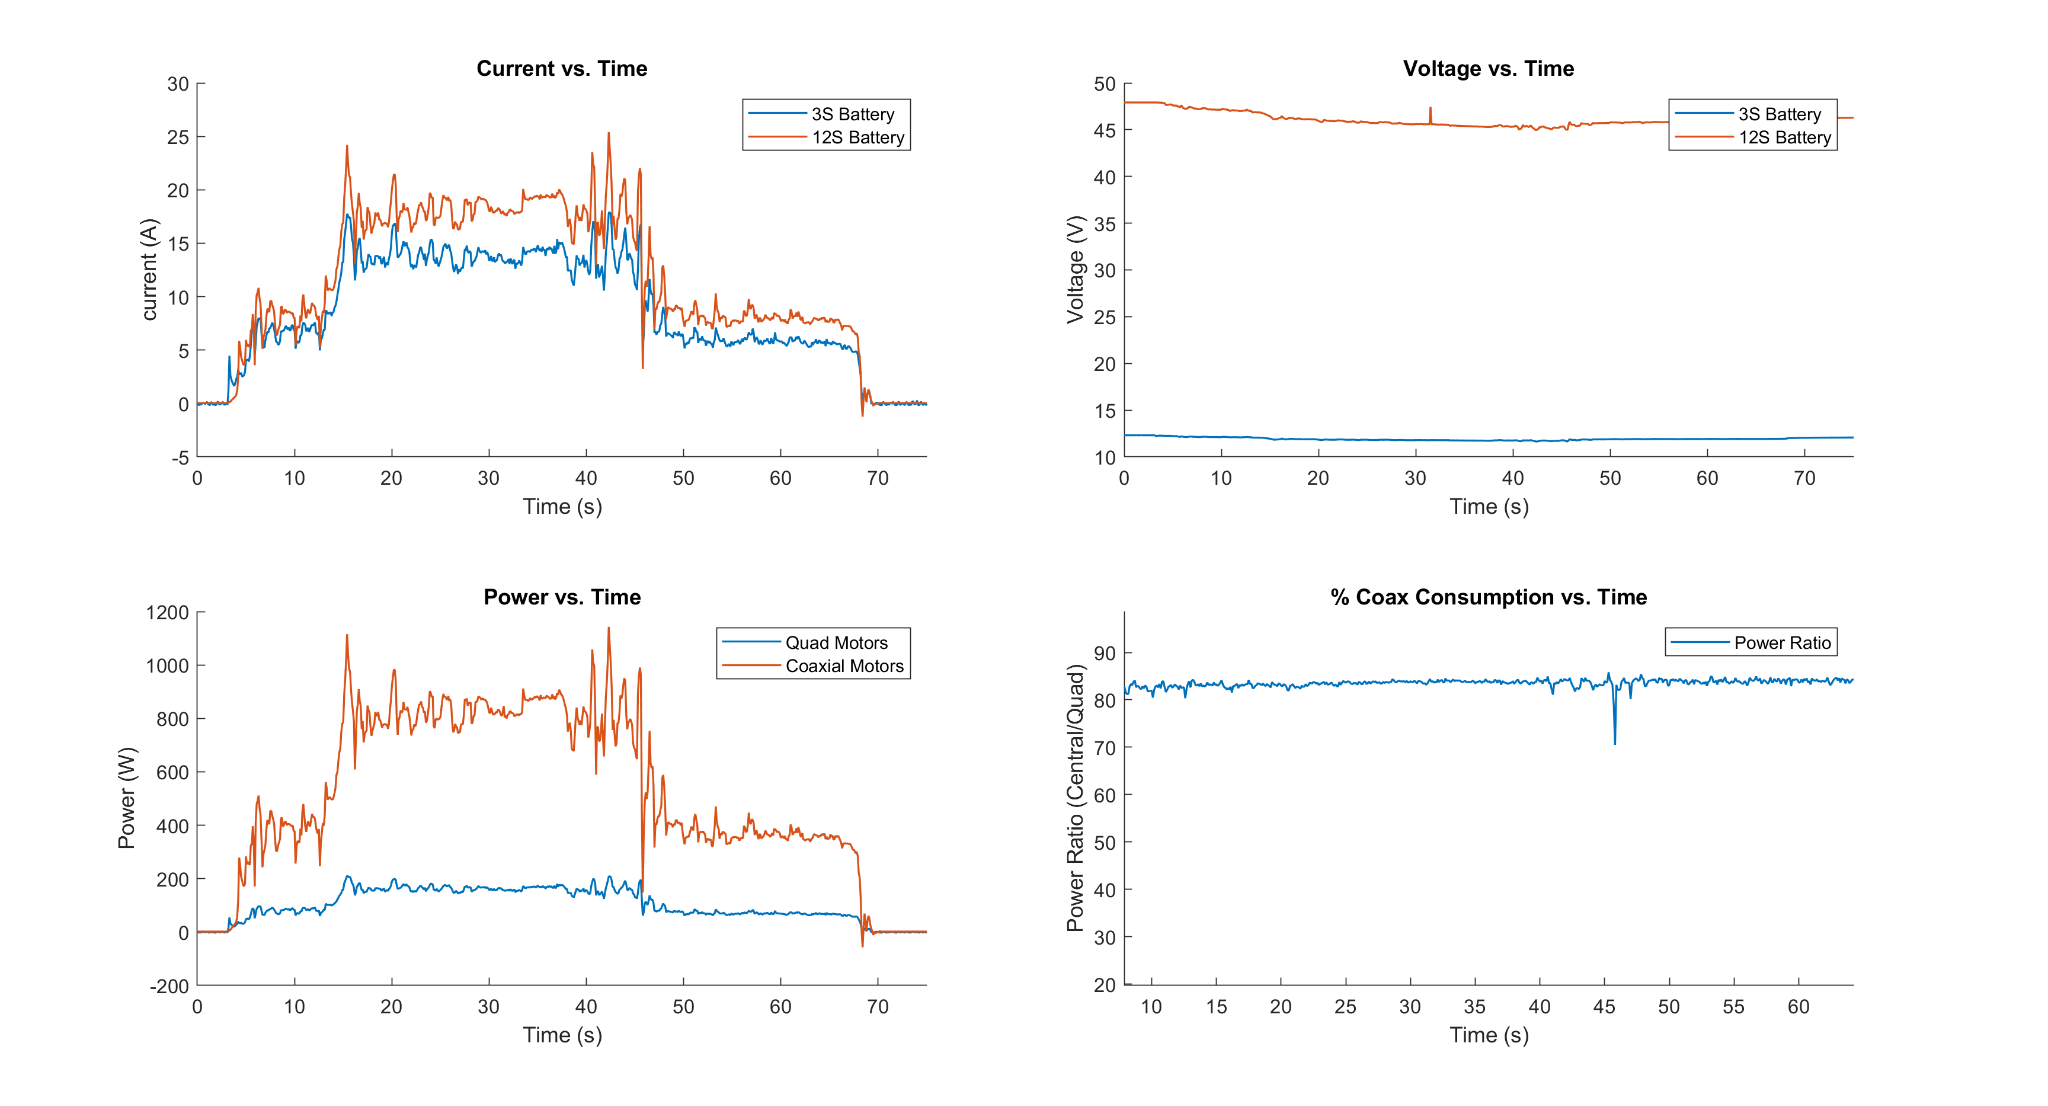 Current vs. Time
30
25
20
15
10
5
0
-5
current (A)
3S Battery
12S Battery
0 10 20 30 40 50 60 70
Time (s)
Voltage vs. Time
50
45
40
35
30
25
20
15
10
Voltage (V)
3S Battery
12S Battery
0 10 20 30 40 50 60 70
Time (s)
Power vs. Time
1200
1000
800
600
400
200
0
-200
Power (W)
Quad Motors
Coaxial Motors
0 10 20 30 40 50 60 70
Time (s)
% Coax Consumption vs. Time
90
80
70
60
50
40
30
20
Power Ratio (Central/Quad)
Power Ratio
10 15 20 25 30 35 40 45 50 55 60
Time (s)